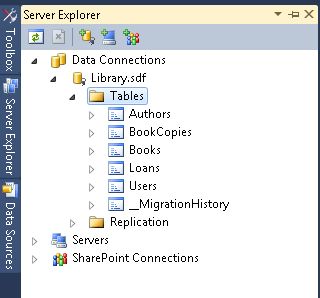 Server Explorer
Toolbox
Server Explorer
Data Sources
Data Connections
Library.sdf
Tables
Authors
BookCopies
Books
Loans
Users
__MigrationHistory
Replication
Servers
SharePoint Connections